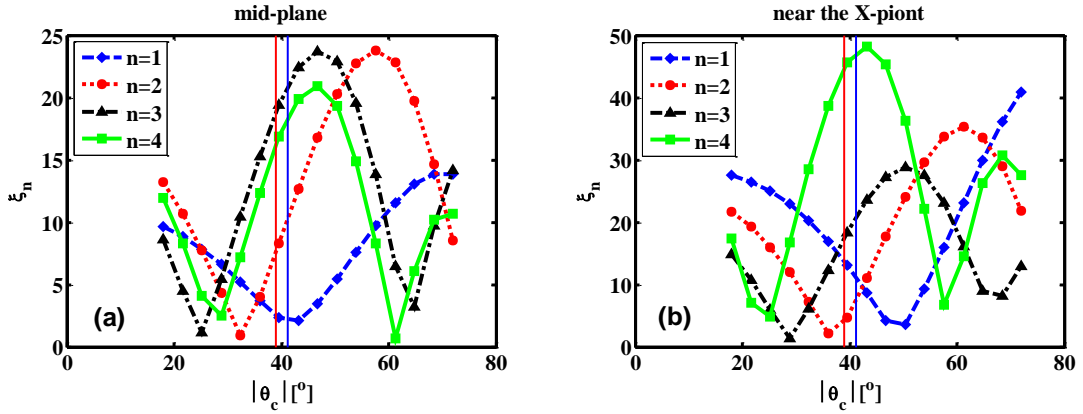 mid-plane
25
20
15
10
5
0
ξn
n=1
n=2
n=3
n=4
(a)
0 20 40 60 80
|θc| [o]
near the X-piont
50
40
30
20
10
0
ξn
n=1
n=2
n=3
n=4
(b)
0 20 40 60 80
|θc| [o]